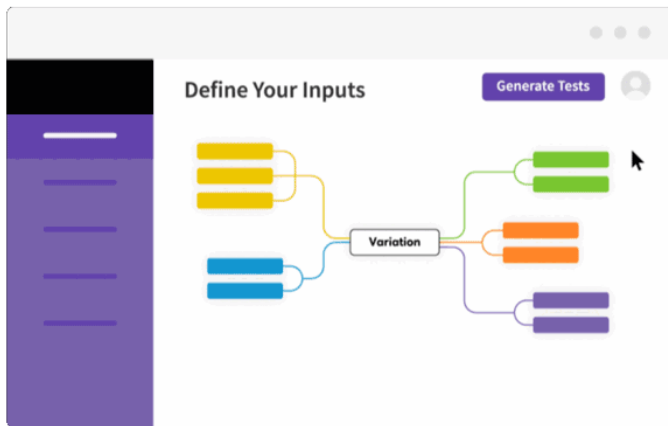 Define Your Inputs
Generate Tests
Variation